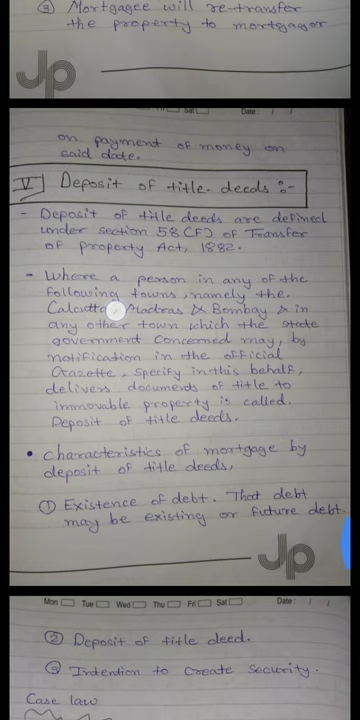 ③ Mortgagee will re-transfer
the property to mortgagor
Jp
Sat Date: / /
on payment of money on
said date.
V Deposit of title-deeds :-
- Deposit of title deeds are defined
under section 58 (F) of Transfer
of property Act, 1882.
- Where a person in any of the
following towns, namely the
Calcutta Madras & Bombay & in
any other town which the state
government concerned may, by
notification in the official
Gazette, specify in this behalf,
delivers documents of title to
immovable property is called.
Deposit of title deeds.
• Characteristics of mortgage by
deposit of title deeds,
① Existence of debt. That debt
may be existing or future debt.
Jp
Mon Tue Wed Thu Fri Sat Date: / /
② Deposit of title deed.
③ Intention to create security.
Case law